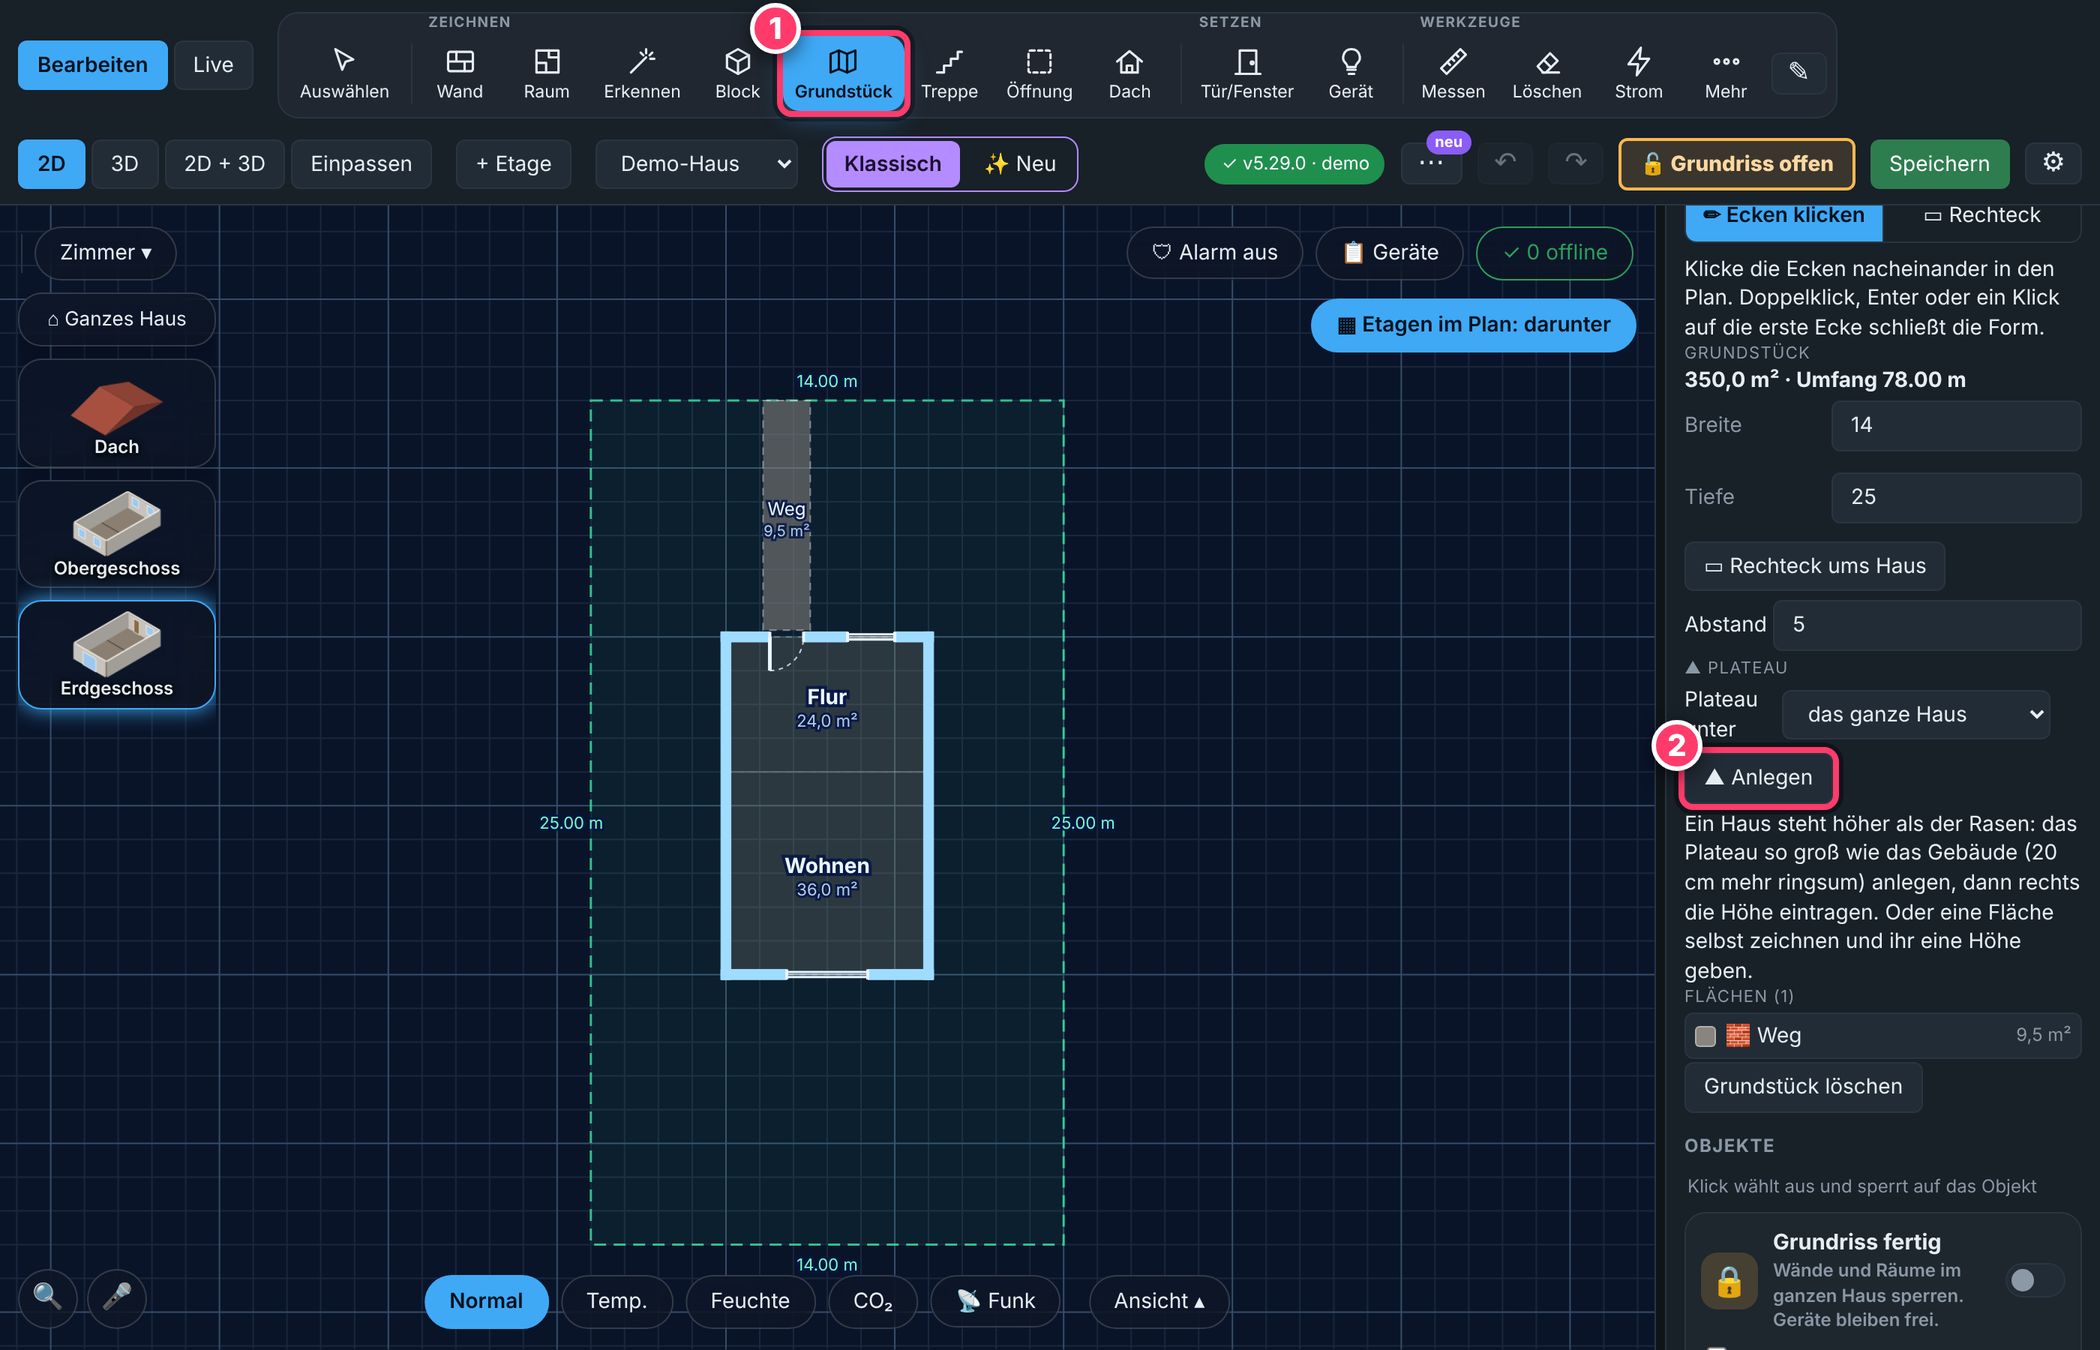 ZEICHNEN
SETZEN
WERKZEUGE
1
Bearbeiten
Live
Auswählen
Wand
Raum
Erkennen
Block
Grundstück
Treppe
Öffnung
Dach
Tür/Fenster
Gerät
Messen
Löschen
Strom
Mehr
2D
3D
2D + 3D
Einpassen
+ Etage
Demo-Haus
Klassisch
✨ Neu
✓ v5.29.0 · demo
neu
⋯
🔓 Grundriss offen
Speichern
Zimmer ▾
🛡 Alarm aus
📋 Geräte
✓ 0 offline
▦ Etagen im Plan: darunter
⌂ Ganzes Haus
Dach
Obergeschoss
Erdgeschoss
14.00 m
Weg
9,5 m²
Flur
24,0 m²
25.00 m
25.00 m
Wohnen
36,0 m²
14.00 m
Normal
Temp.
Feuchte
CO₂
📡 Funk
Ansicht ▴
✏ Ecken klicken
▭ Rechteck
Klicke die Ecken nacheinander in den
Plan. Doppelklick, Enter oder ein Klick
auf die erste Ecke schließt die Form.
GRUNDSTÜCK
350,0 m² · Umfang 78.00 m
Breite
14
Tiefe
25
▭ Rechteck ums Haus
Abstand
5
▲ PLATEAU
Plateau
unter
das ganze Haus
2
▲ Anlegen
Ein Haus steht höher als der Rasen: das
Plateau so groß wie das Gebäude (20
cm mehr ringsum) anlegen, dann rechts
die Höhe eintragen. Oder eine Fläche
selbst zeichnen und ihr eine Höhe
geben.
FLÄCHEN (1)
🧱 Weg
9,5 m²
Grundstück löschen
OBJEKTE
Klick wählt aus und sperrt auf das Objekt
Grundriss fertig
Wände und Räume im
ganzen Haus sperren.
Geräte bleiben frei.